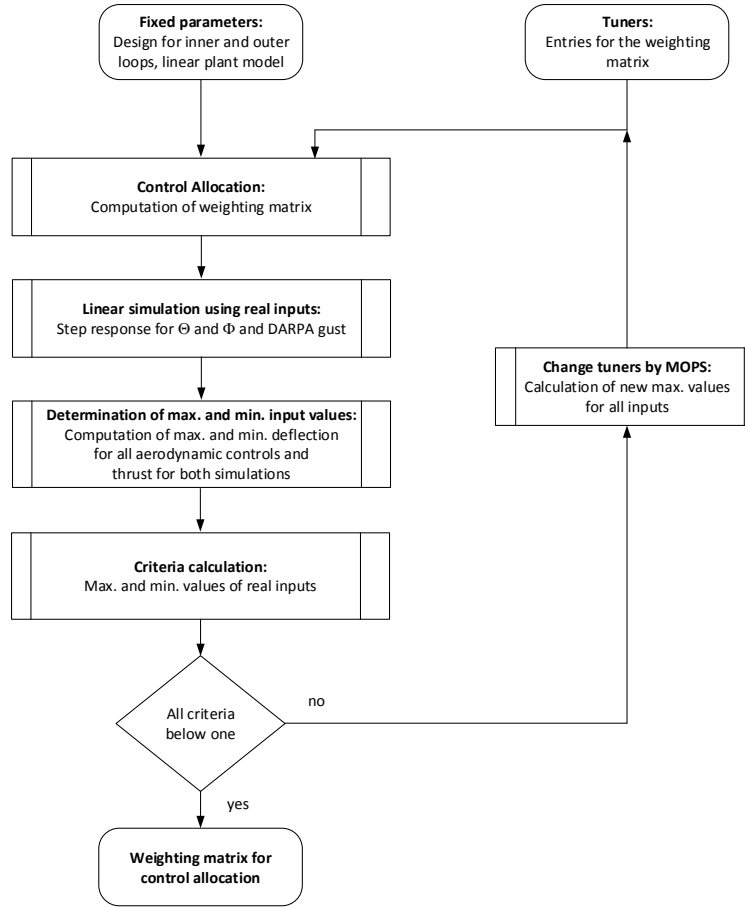 Fixed parameters:
Design for inner and outer
loops, linear plant model
Tuners:
Entries for the weighting
matrix
Control Allocation:
Computation of weighting matrix
Linear simulation using real inputs:
Step response for Θ and Φ and DARPA gust
Change tuners by MOPS:
Calculation of new max. values
for all inputs
Determination of max. and min. input values:
Computation of max. and min. deflection
for all aerodynamic controls and
thrust for both simulations
Criteria calculation:
Max. and min. values of real inputs
All criteria
below one
no
yes
Weighting matrix for
control allocation